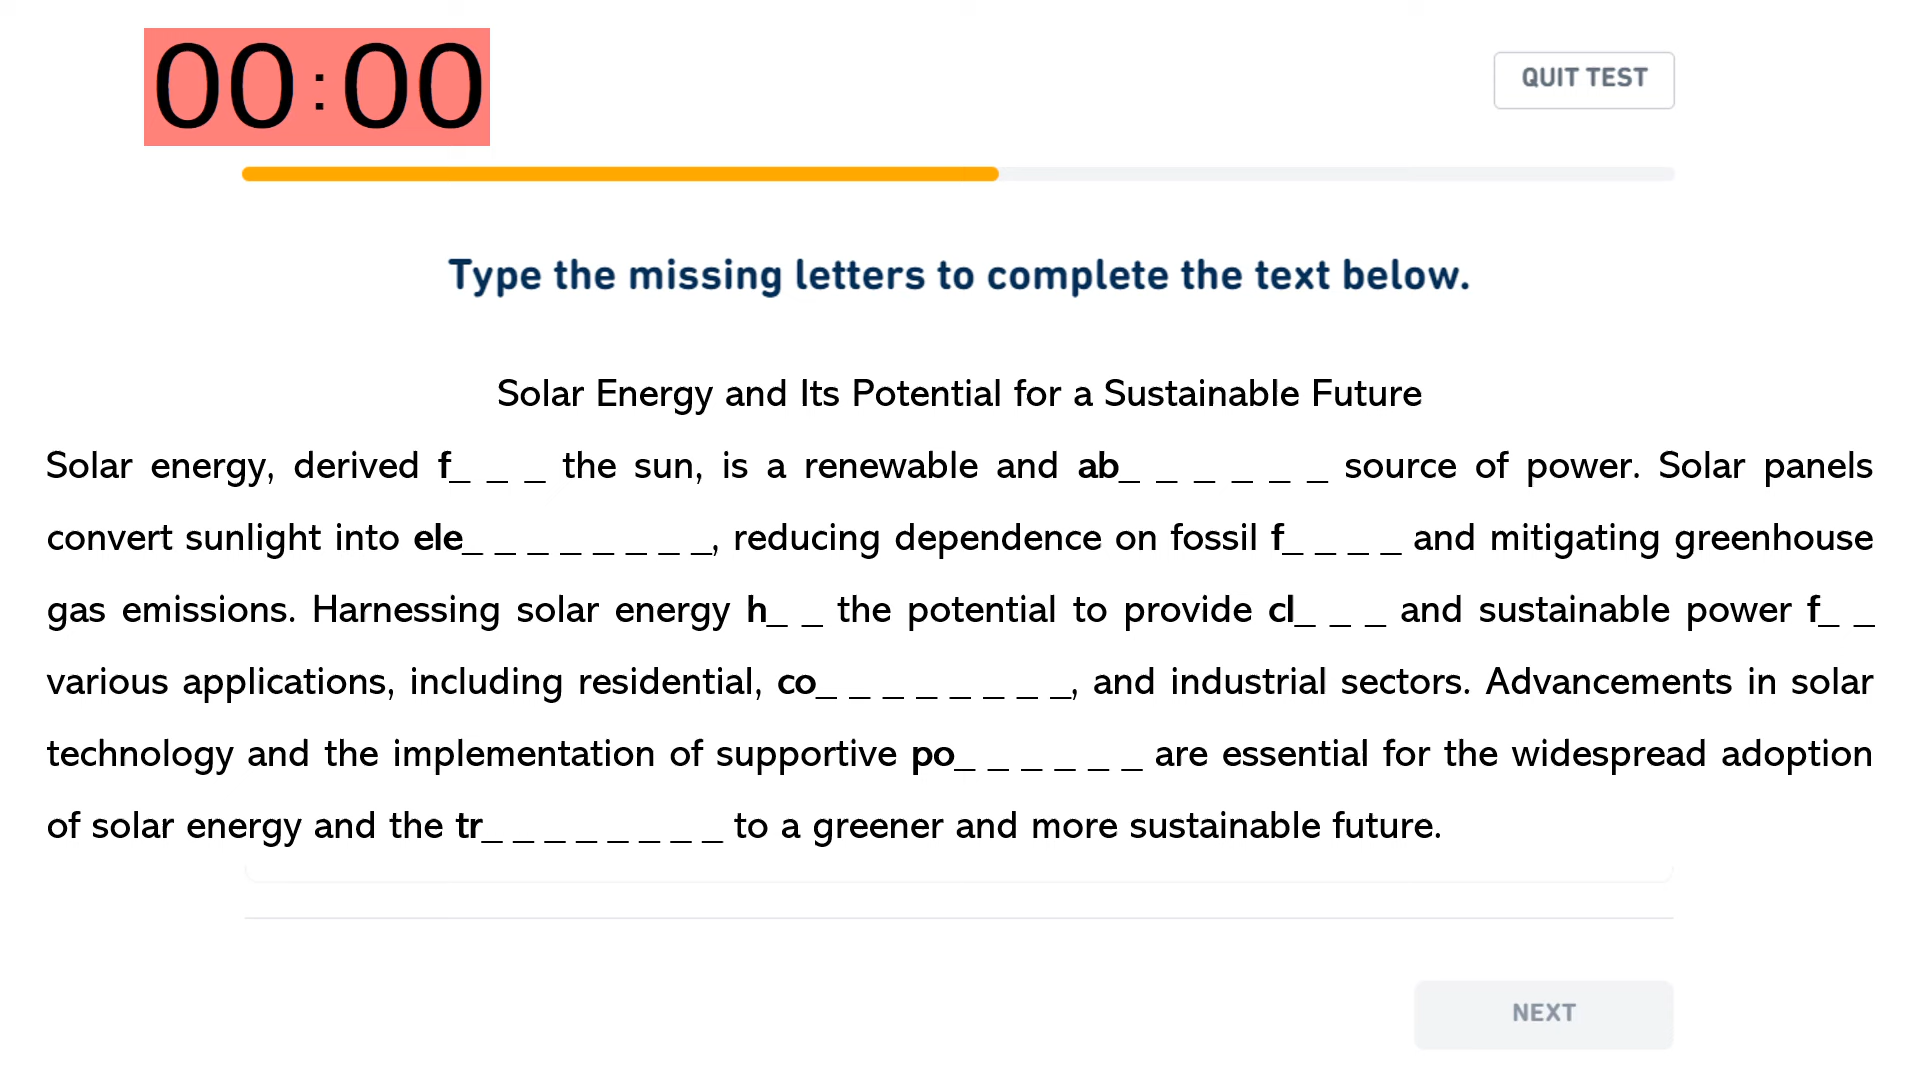 00:00
QUIT TEST
Type the missing letters to complete the text below.
Solar Energy and Its Potential for a Sustainable Future
Solar energy, derived f_ _ _ the sun, is a renewable and ab_ _ _ _ _ _ source of power. Solar panels
convert sunlight into ele_ _ _ _ _ _ _ _, reducing dependence on fossil f_ _ _ _ and mitigating greenhouse
gas emissions. Harnessing solar energy h_ _ the potential to provide cl_ _ _ and sustainable power f_ _
various applications, including residential, co_ _ _ _ _ _ _ _, and industrial sectors. Advancements in solar
technology and the implementation of supportive po_ _ _ _ _ _ are essential for the widespread adoption
of solar energy and the tr_ _ _ _ _ _ _ _ to a greener and more sustainable future.
NEXT